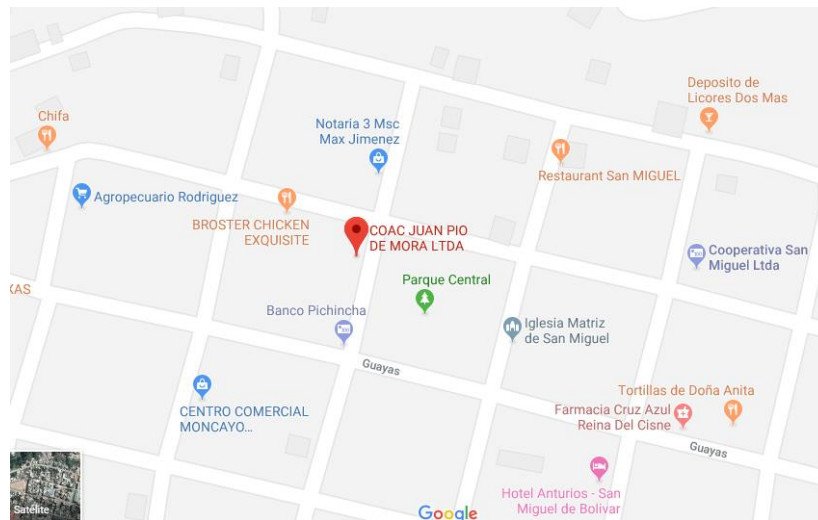 Deposito de
Licores Dos Mas
Chifa
Notaria 3 Msc
Max Jimenez
Restaurant San MIGUEL
Agropecuario Rodriguez
BROSTER CHICKEN
EXQUISITE
COAC JUAN PIO
DE MORA LTDA
Cooperativa San
Miguel Ltda
Parque Central
XAS
Banco Pichincha
Iglesia Matriz
de San Miguel
Guayas
Tortillas de Doña Anita
CENTRO COMERCIAL
MONCAYO...
Farmacia Cruz Azul
Reina Del Cisne
Guayas
Hotel Anturios - San
Miguel de Bolivar
Satélite
Google